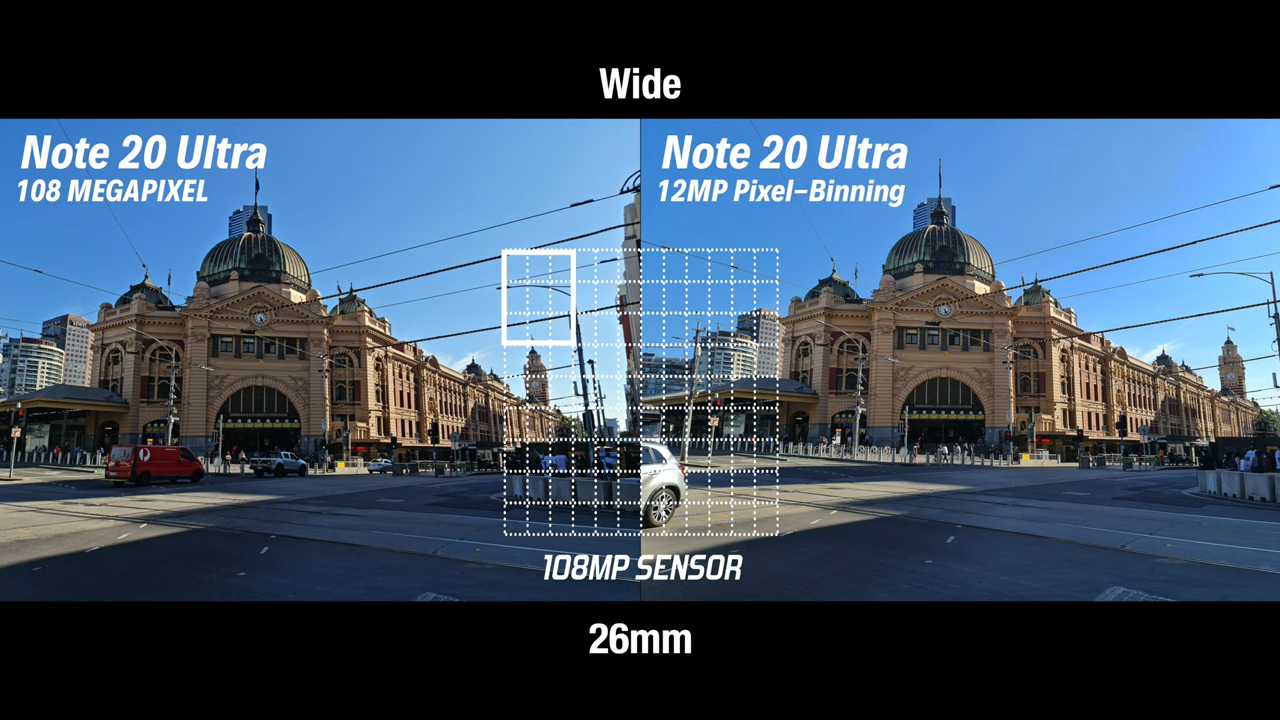 Wide
Note 20 Ultra
108 MEGAPIXEL
Note 20 Ultra
12MP Pixel-Binning
108MP SENSOR
26mm